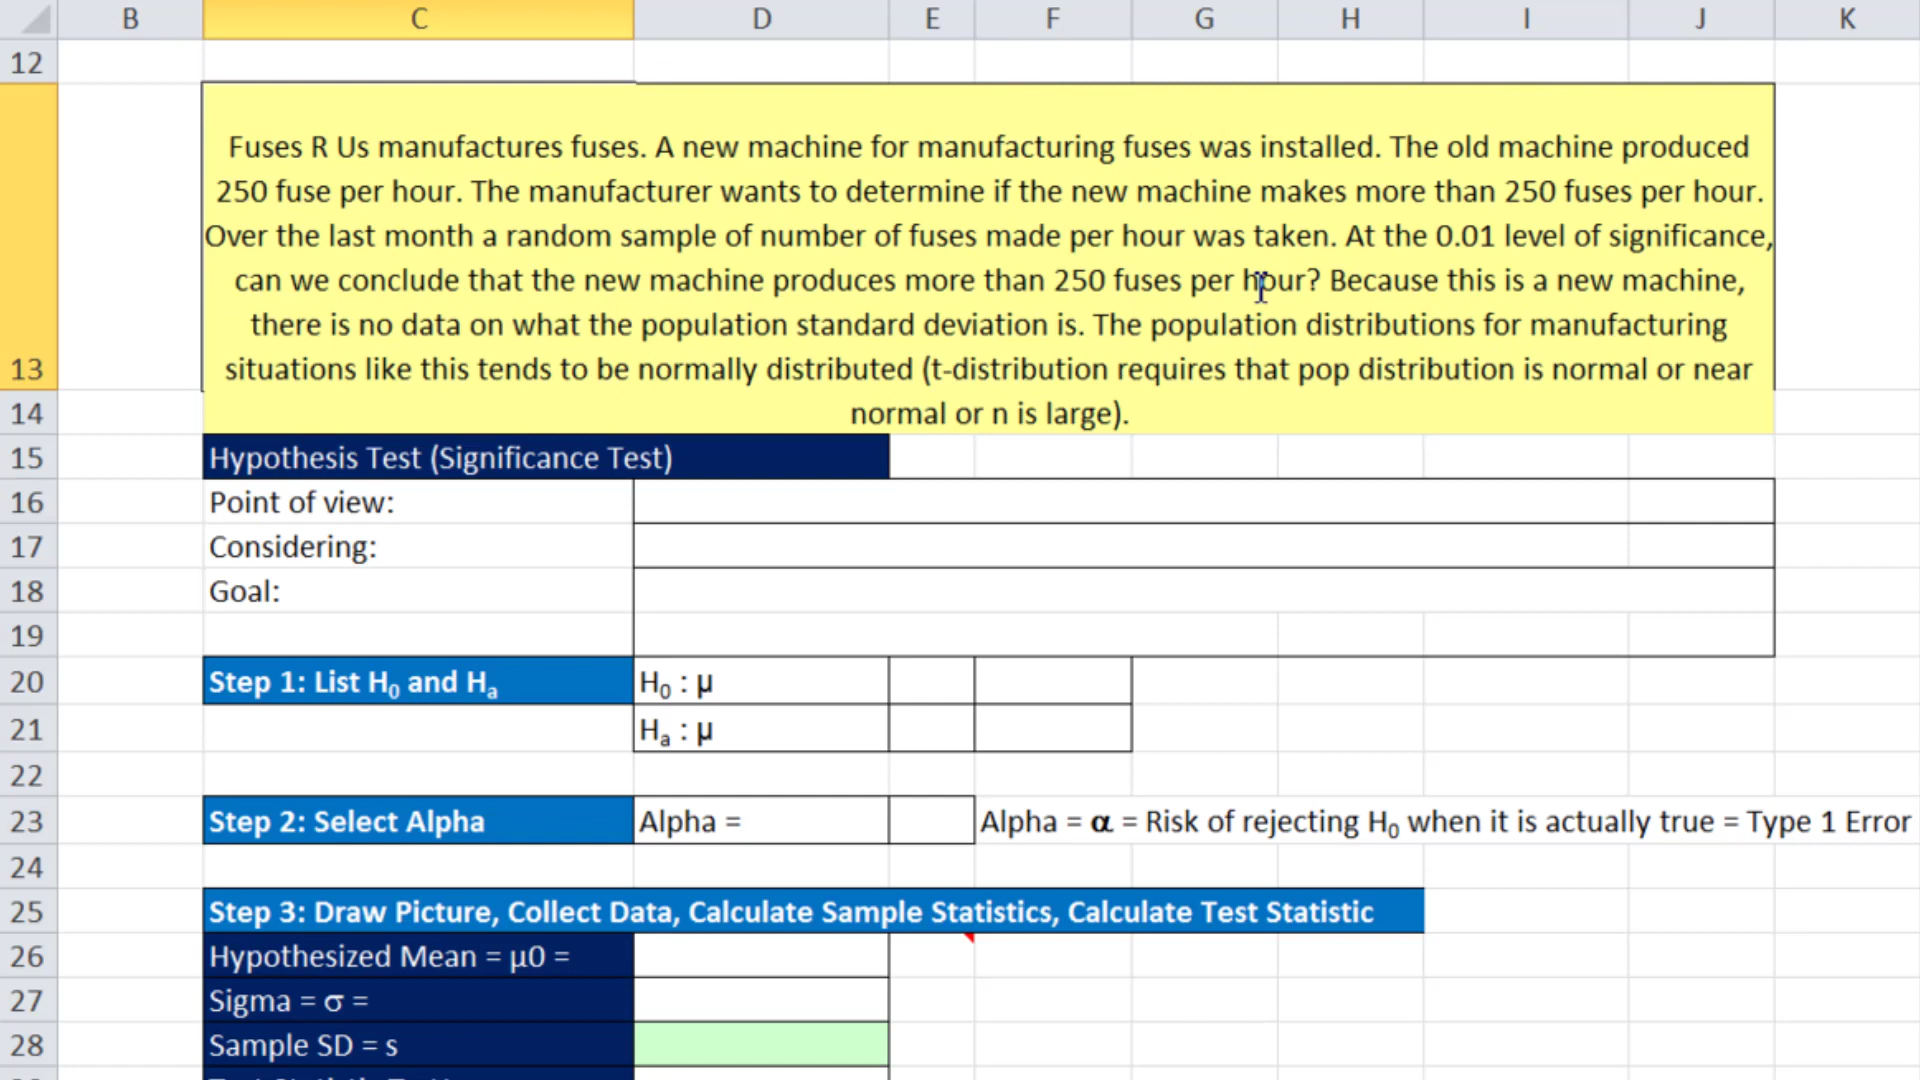 B C D E F G H I J K
12
Fuses R Us manufactures fuses. A new machine for manufacturing fuses was installed. The old machine produced
250 fuse per hour. The manufacturer wants to determine if the new machine makes more than 250 fuses per hour.
Over the last month a random sample of number of fuses made per hour was taken. At the 0.01 level of significance,
can we conclude that the new machine produces more than 250 fuses per hour? Because this is a new machine,
there is no data on what the population standard deviation is. The population distributions for manufacturing
13 situations like this tends to be normally distributed (t-distribution requires that pop distribution is normal or near
14 normal or n is large).
15 Hypothesis Test (Significance Test)
16 Point of view:
17 Considering:
18 Goal:
19
20 Step 1: List H₀ and Hₐ H₀ : μ
21 Hₐ : μ
22
23 Step 2: Select Alpha Alpha = Alpha = α = Risk of rejecting H₀ when it is actually true = Type 1 Error
24
25 Step 3: Draw Picture, Collect Data, Calculate Sample Statistics, Calculate Test Statistic
26 Hypothesized Mean = μ0 =
27 Sigma = σ =
28 Sample SD = s